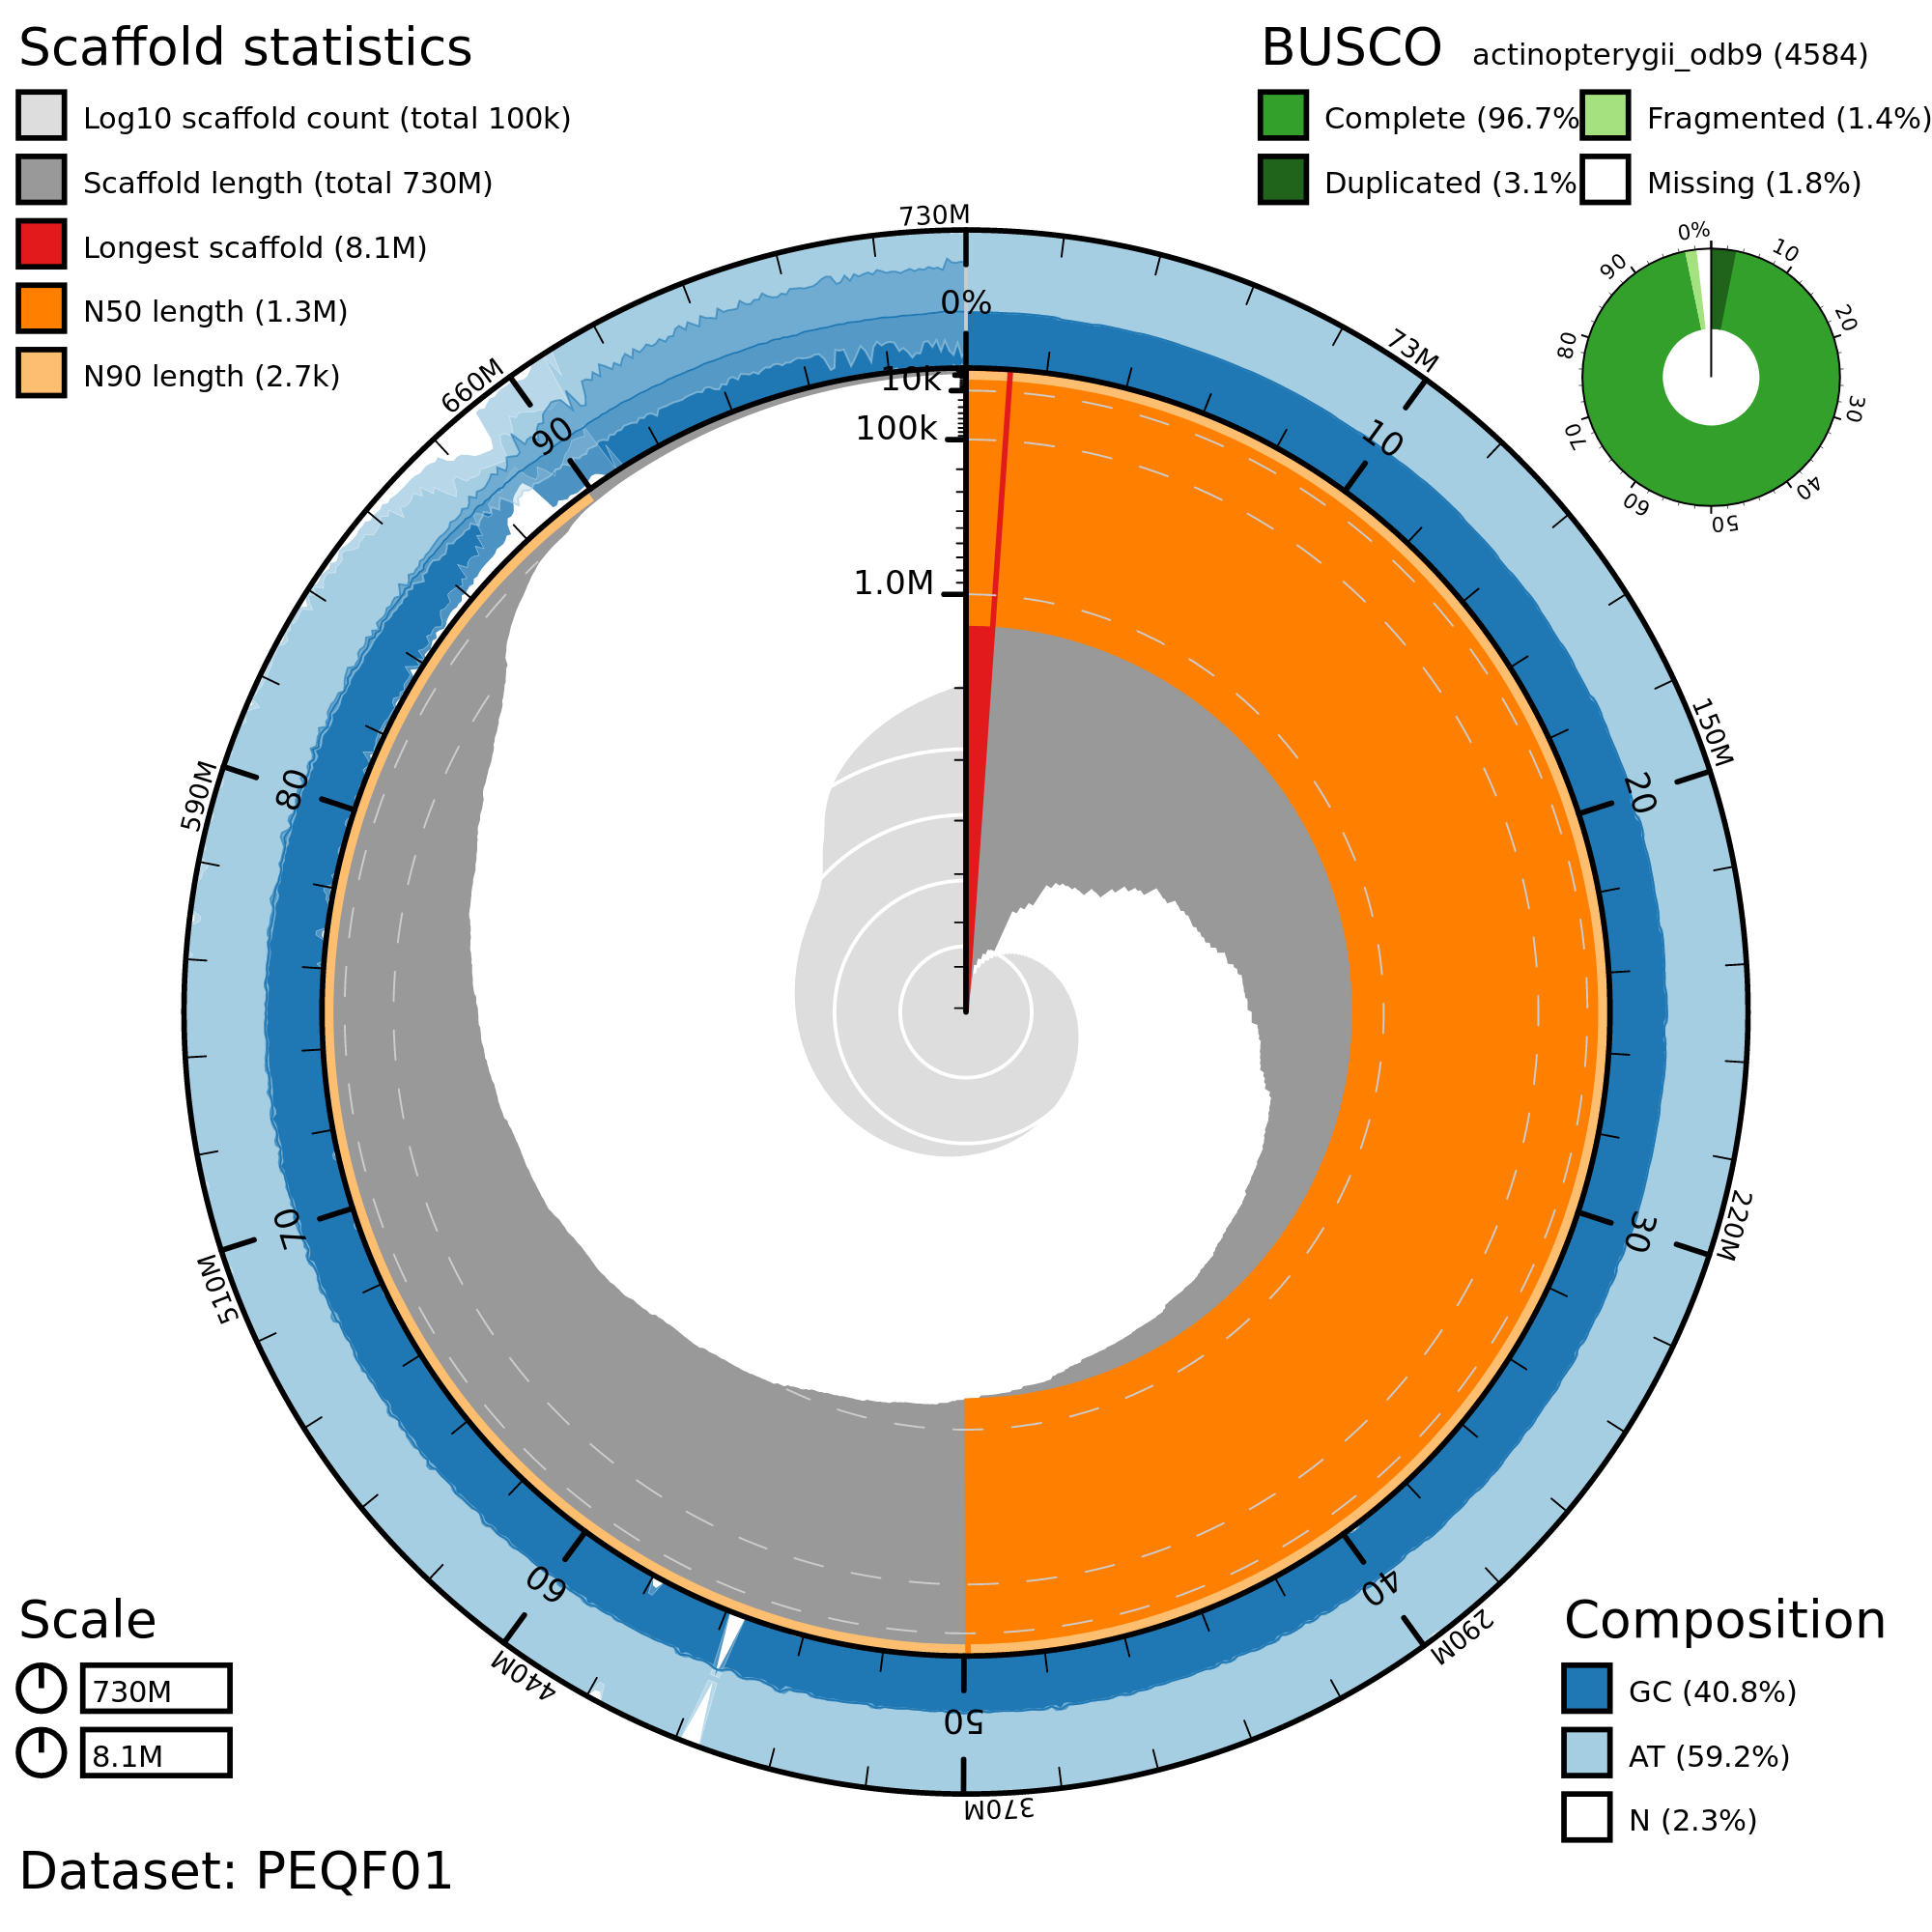 Scaffold statistics
Log10 scaffold count (total 100k)
Scaffold length (total 730M)
Longest scaffold (8.1M)
N50 length (1.3M)
N90 length (2.7k)
BUSCO actinopterygii_odb9 (4584)
Complete (96.7% Fragmented (1.4%)
Duplicated (3.1% Missing (1.8%)
0%
10
20
30
40
50
60
70
80
90
730M
73M
150M
220M
290M
370M
440M
510M
590M
660M
0%
10
20
30
40
50
60
70
80
90
10k
100k
1.0M
Scale
730M
8.1M
Composition
GC (40.8%)
AT (59.2%)
N (2.3%)
Dataset: PEQF01